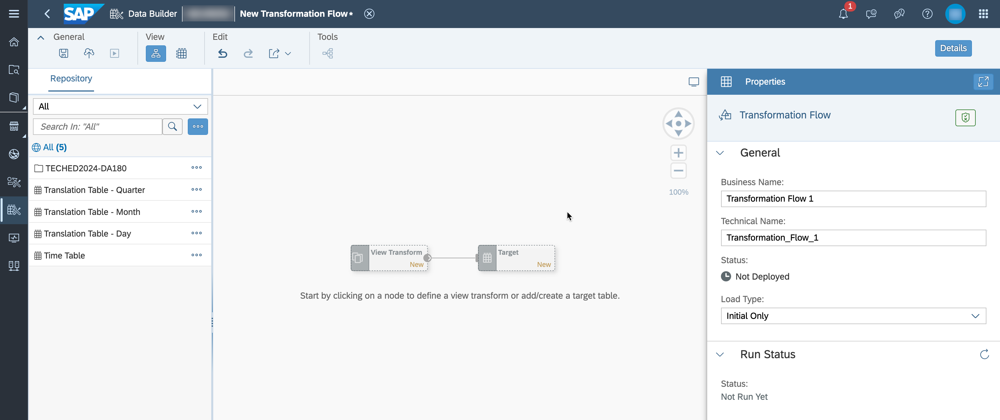 SAP
Data Builder
New Transformation Flow*
1
General
View
Edit
Tools
Details
Repository
All
Search In: "All"
All (5)
TECHED2024-DA180
Translation Table - Quarter
Translation Table - Month
Translation Table - Day
Time Table
100%
View Transform
New
Target
New
Start by clicking on a node to define a view transform or add/create a target table.
Properties
Transformation Flow
General
Business Name:
Transformation Flow 1
Technical Name:
Transformation_Flow_1
Status:
Not Deployed
Load Type:
Initial Only
Run Status
Status:
Not Run Yet